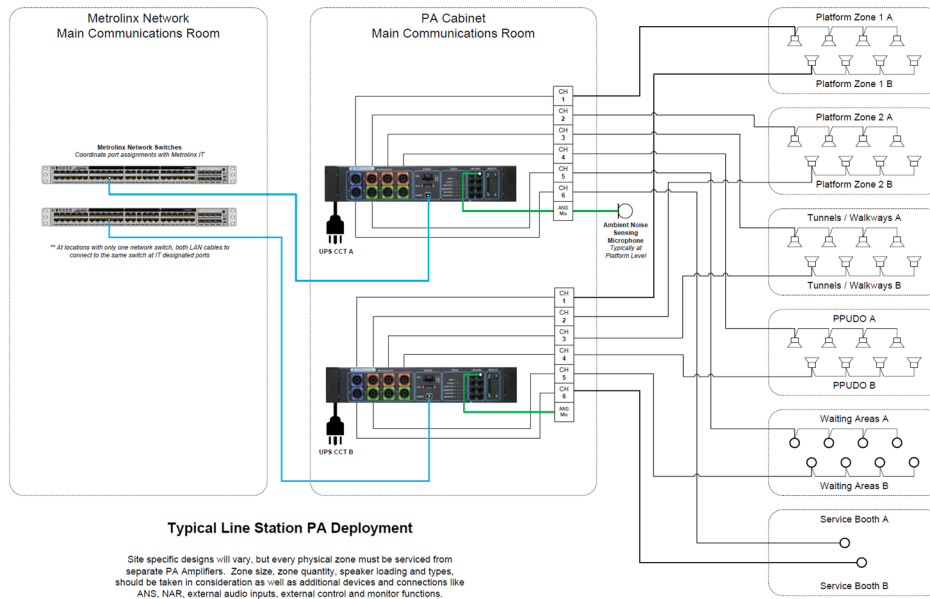 Metrolinx Network
Main Communications Room
Metrolinx Network Switches
Coordinate port assignments with Metrolinx IT
** At locations with only one network switch, both LAN cables to
connect to the same switch at IT designated ports
PA Cabinet
Main Communications Room
CH
1
CH
2
CH
3
CH
4
CH
5
CH
6
ANS
Mic
UPS CCT A
Ambient Noise
Sensing
Microphone
Typically at
Platform Level
CH
1
CH
2
CH
3
CH
4
CH
5
CH
6
ANS
Mic
UPS CCT B
Platform Zone 1 A
Platform Zone 1 B
Platform Zone 2 A
Platform Zone 2 B
Tunnels / Walkways A
Tunnels / Walkways B
PPUDO A
PPUDO B
Waiting Areas A
Waiting Areas B
Service Booth A
Service Booth B
Typical Line Station PA Deployment
Site specific designs will vary, but every physical zone must be serviced from
separate PA Amplifiers. Zone size, zone quantity, speaker loading and types,
should be taken in consideration as well as additional devices and connections like
ANS, NAR, external audio inputs, external control and monitor functions.